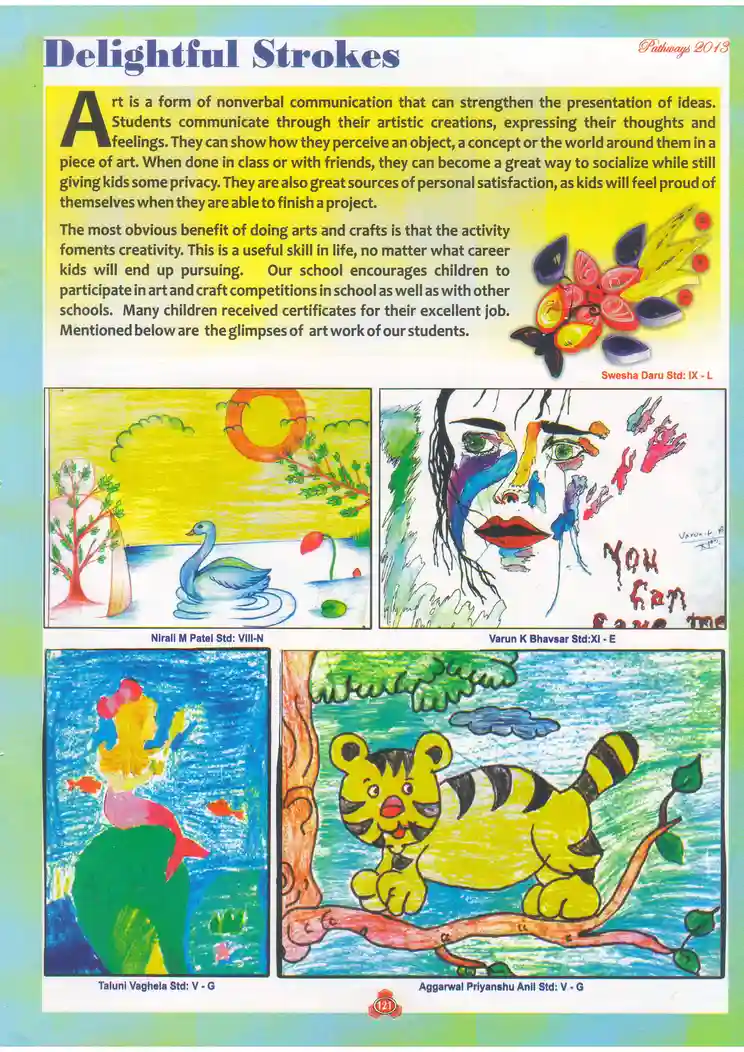 Delightful Strokes
Pathways 2013
Art is a form of nonverbal communication that can strengthen the presentation of ideas.
Students communicate through their artistic creations, expressing their thoughts and
feelings. They can show how they perceive an object, a concept or the world around them in a
piece of art. When done in class or with friends, they can become a great way to socialize while still
giving kids some privacy. They are also great sources of personal satisfaction, as kids will feel proud of
themselves when they are able to finish a project.
The most obvious benefit of doing arts and crafts is that the activity
foments creativity. This is a useful skill in life, no matter what career
kids will end up pursuing. Our school encourages children to
participate in art and craft competitions in school as well as with other
schools. Many children received certificates for their excellent job.
Mentioned below are the glimpses of art work of our students.
Swesha Daru Std: IX - L
You
Can
Save me
Nirali M Patel Std: VIII-N
Varun K Bhavsar Std:XI - E
Taluni Vaghela Std: V - G
Aggarwal Priyanshu Anil Std: V - G
121